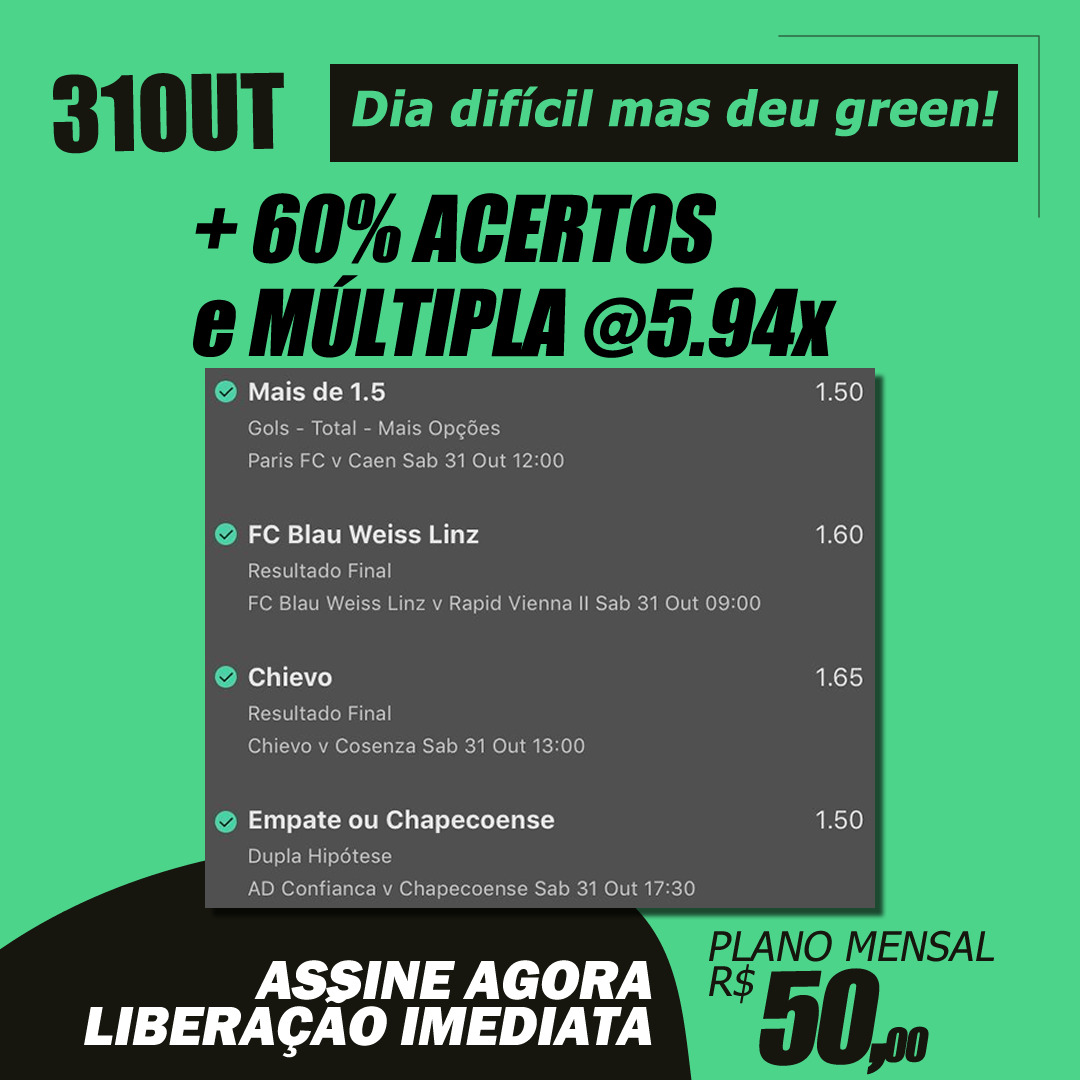 31OUT
Dia difícil mas deu green!
+ 60% ACERTOS
e MÚLTIPLA @5.94x
Mais de 1.5 1.50
Gols - Total - Mais Opções
Paris FC v Caen Sab 31 Out 12:00
FC Blau Weiss Linz 1.60
Resultado Final
FC Blau Weiss Linz v Rapid Vienna II Sab 31 Out 09:00
Chievo 1.65
Resultado Final
Chievo v Cosenza Sab 31 Out 13:00
Empate ou Chapecoense 1.50
Dupla Hipótese
AD Confianca v Chapecoense Sab 31 Out 17:30
ASSINE AGORA
LIBERAÇÃO IMEDIATA
PLANO MENSAL
R$ 50,00